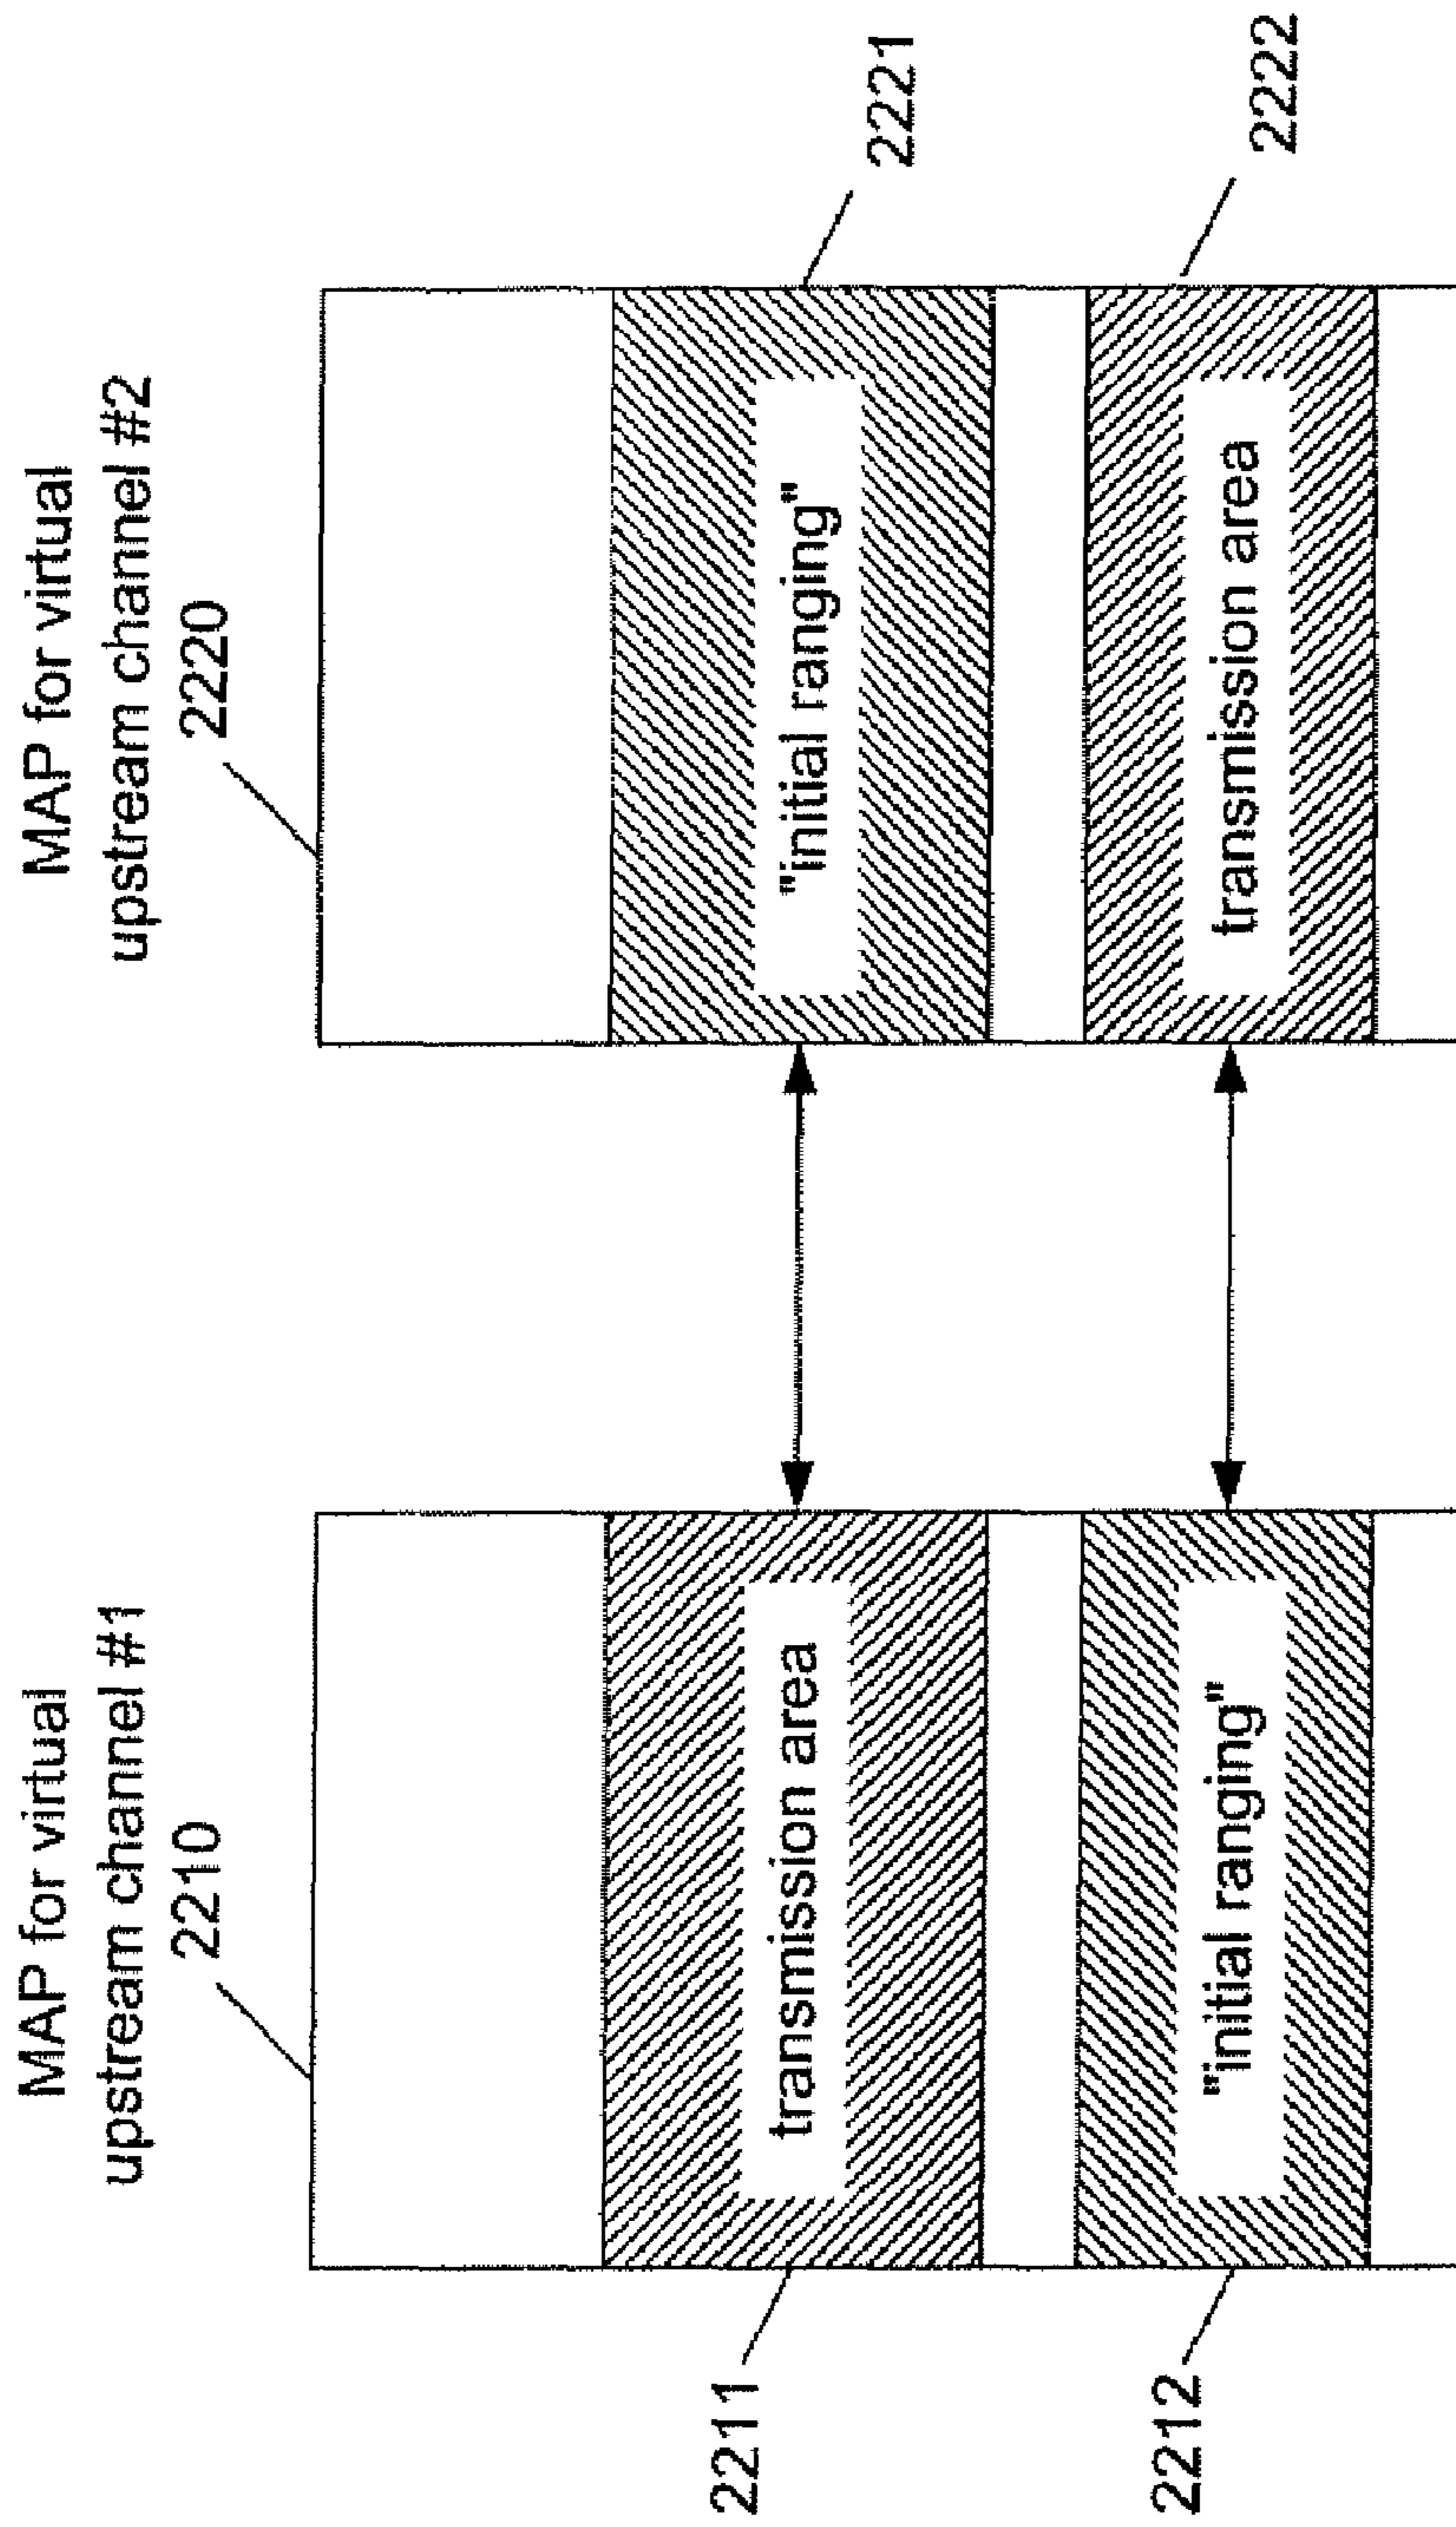 MAP for virtual
upstream channel #1
2210
MAP for virtual
upstream channel #2
2220
2211
transmission area
"initial ranging"
2221
2212
"initial ranging"
transmission area
2222